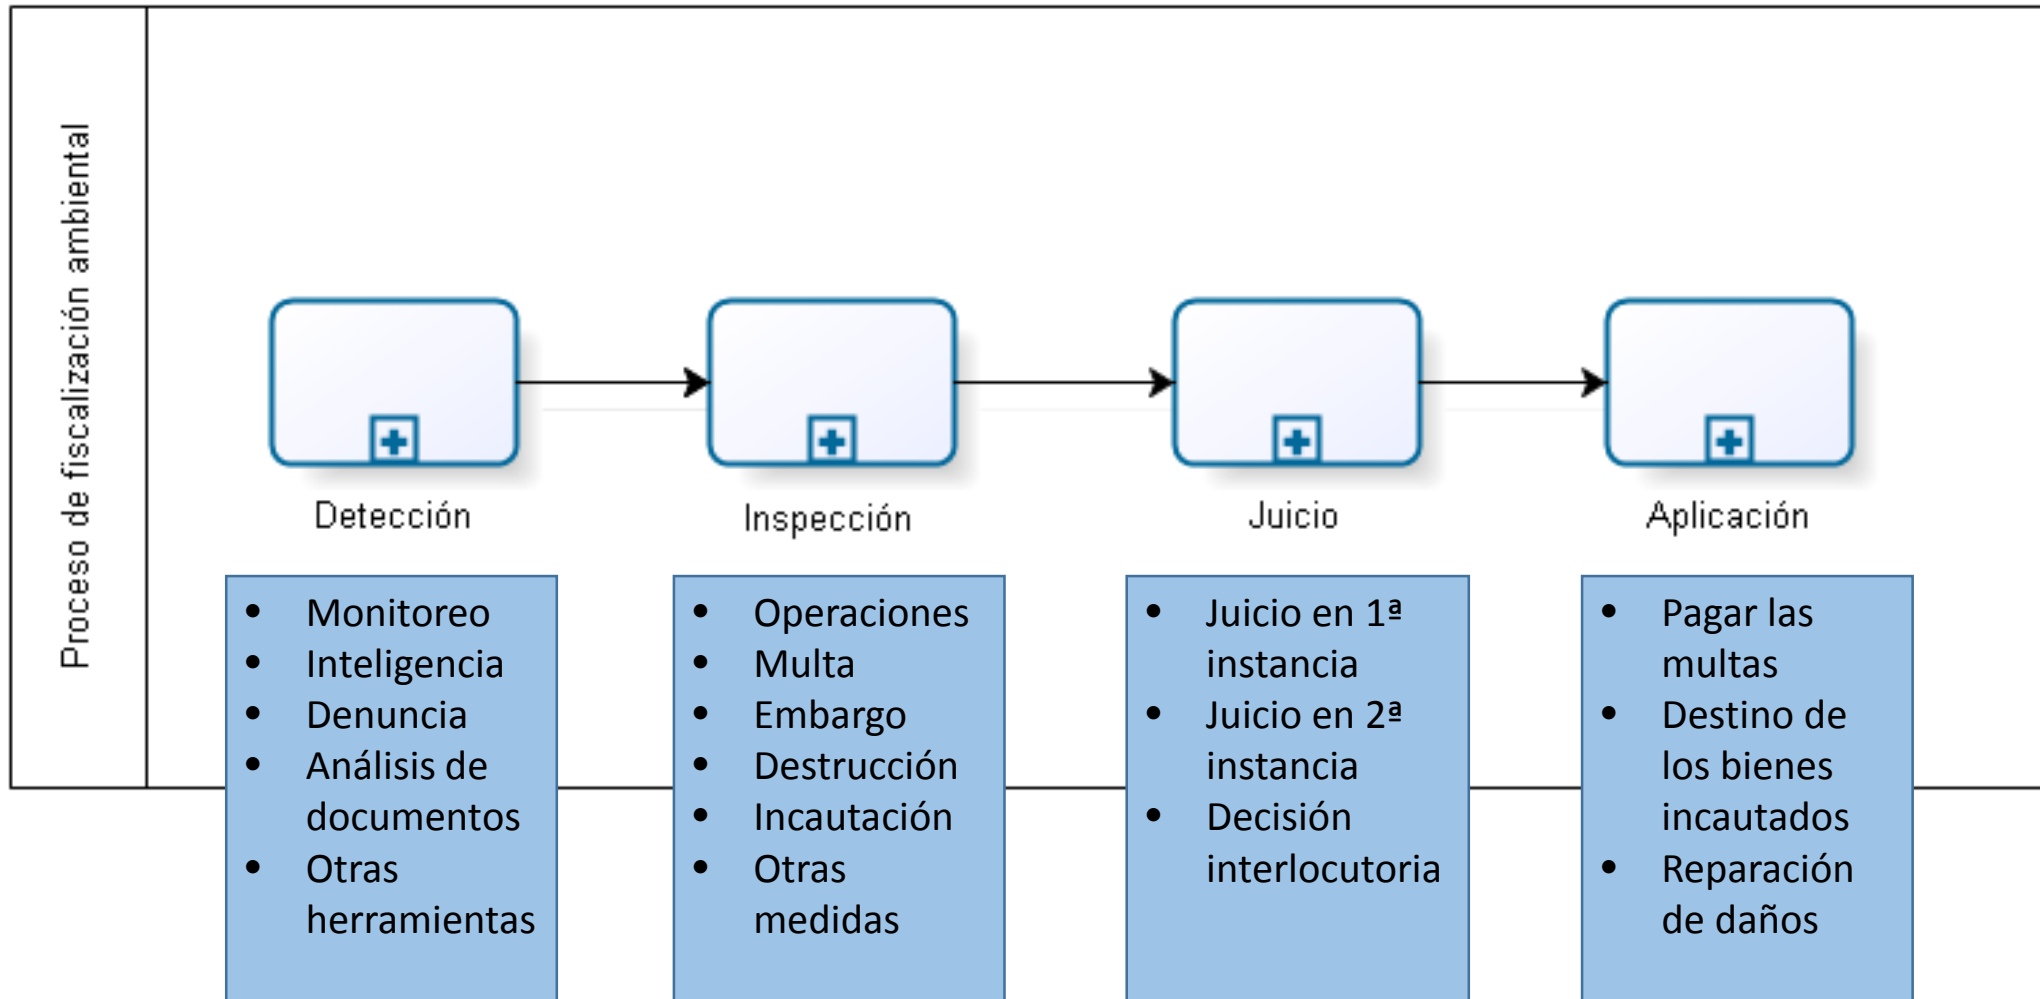 Proceso de fiscalización ambiental
Detección
Inspección
Juicio
Aplicación
• Monitoreo
• Inteligencia
• Denuncia
• Análisis de
documentos
• Otras
herramientas
• Operaciones
• Multa
• Embargo
• Destrucción
• Incautación
• Otras
medidas
• Juicio en 1ª
instancia
• Juicio en 2ª
instancia
• Decisión
interlocutoria
• Pagar las
multas
• Destino de
los bienes
incautados
• Reparación
de daños